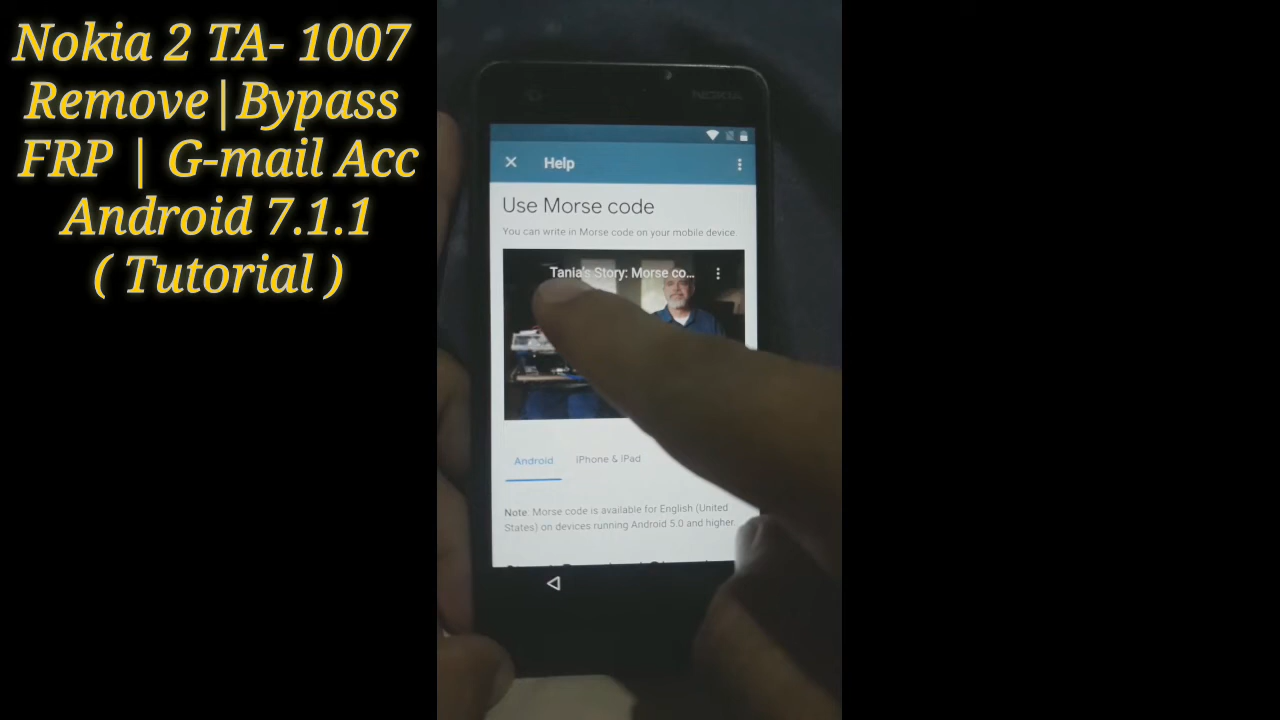 Nokia 2 TA- 1007
Remove|Bypass
FRP | G-mail Acc
Android 7.1.1
( Tutorial )
NOKIA
Help
Use Morse code
You can write in Morse code on your mobile device.
Tania's Story: Morse co...
Android
iPhone & iPad
Note: Morse code is available for English (United
States) on devices running Android 5.0 and higher.